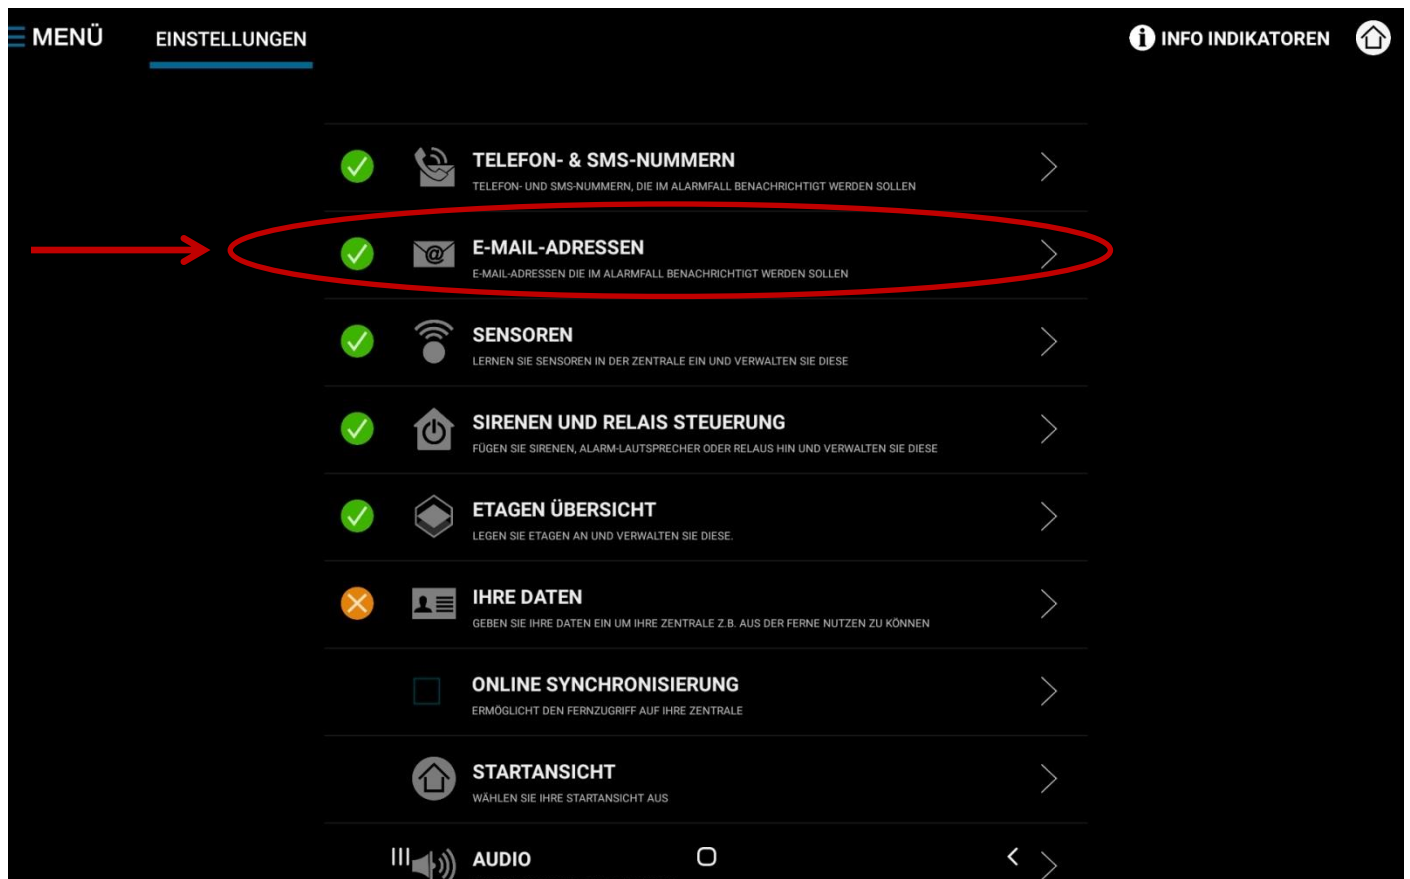 MENÜ
EINSTELLUNGEN
INFO INDIKATOREN
TELEFON- & SMS-NUMMERN
TELEFON- UND SMS-NUMMERN, DIE IM ALARMFALL BENACHRICHTIGT WERDEN SOLLEN
E-MAIL-ADRESSEN
E-MAIL-ADRESSEN DIE IM ALARMFALL BENACHRICHTIGT WERDEN SOLLEN
SENSOREN
LERNEN SIE SENSOREN IN DER ZENTRALE EIN UND VERWALTEN SIE DIESE
SIRENEN UND RELAIS STEUERUNG
FÜGEN SIE SIRENEN, ALARM-LAUTSPRECHER ODER RELAUS HIN UND VERWALTEN SIE DIESE
ETAGEN ÜBERSICHT
LEGEN SIE ETAGEN AN UND VERWALTEN SIE DIESE.
IHRE DATEN
GEBEN SIE IHRE DATEN EIN UM IHRE ZENTRALE Z.B. AUS DER FERNE NUTZEN ZU KÖNNEN
ONLINE SYNCHRONISIERUNG
ERMÖGLICHT DEN FERNZUGRIFF AUF IHRE ZENTRALE
STARTANSICHT
WÄHLEN SIE IHRE STARTANSICHT AUS
AUDIO